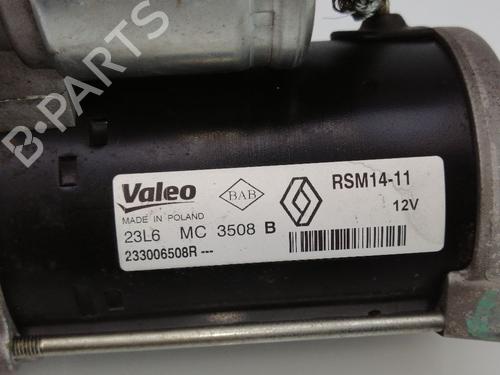 B-PARTS
Valeo
BAB
RSM14-11
MADE IN POLAND
12V
23L6 MC 3508 B
233006508R---